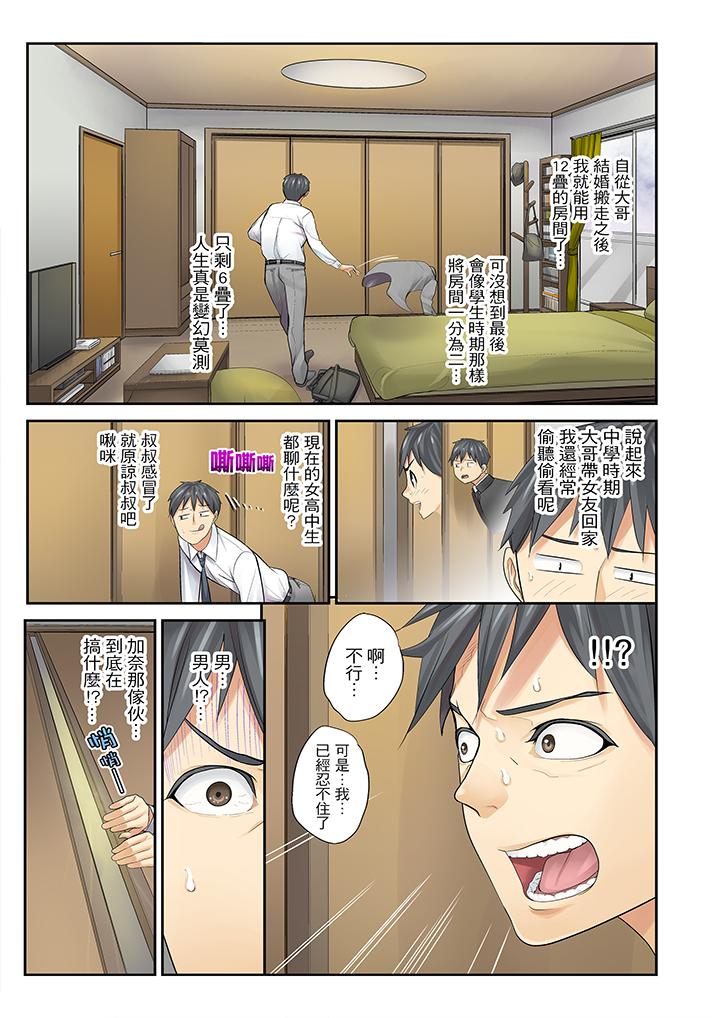 自從大哥
結婚搬走之後
我就能用
12疊的房間了…
可沒想到最後
會像學生時期那樣
將房間一分為二…
只剩6疊了…
人生真是變幻莫測
說起來
中學時期
大哥帶女友回家
我還經常
偷聽偷看呢
現在的女高中生
都聊什麼呢?
嘶嘶嘶
叔叔感冒了
就原諒叔叔吧
啾咪
!!?
啊…
不行…
可是…我…
已經忍不住了
男…
男人!?…
加奈那傢伙…
到底在
搞什麼!?…
悄悄—